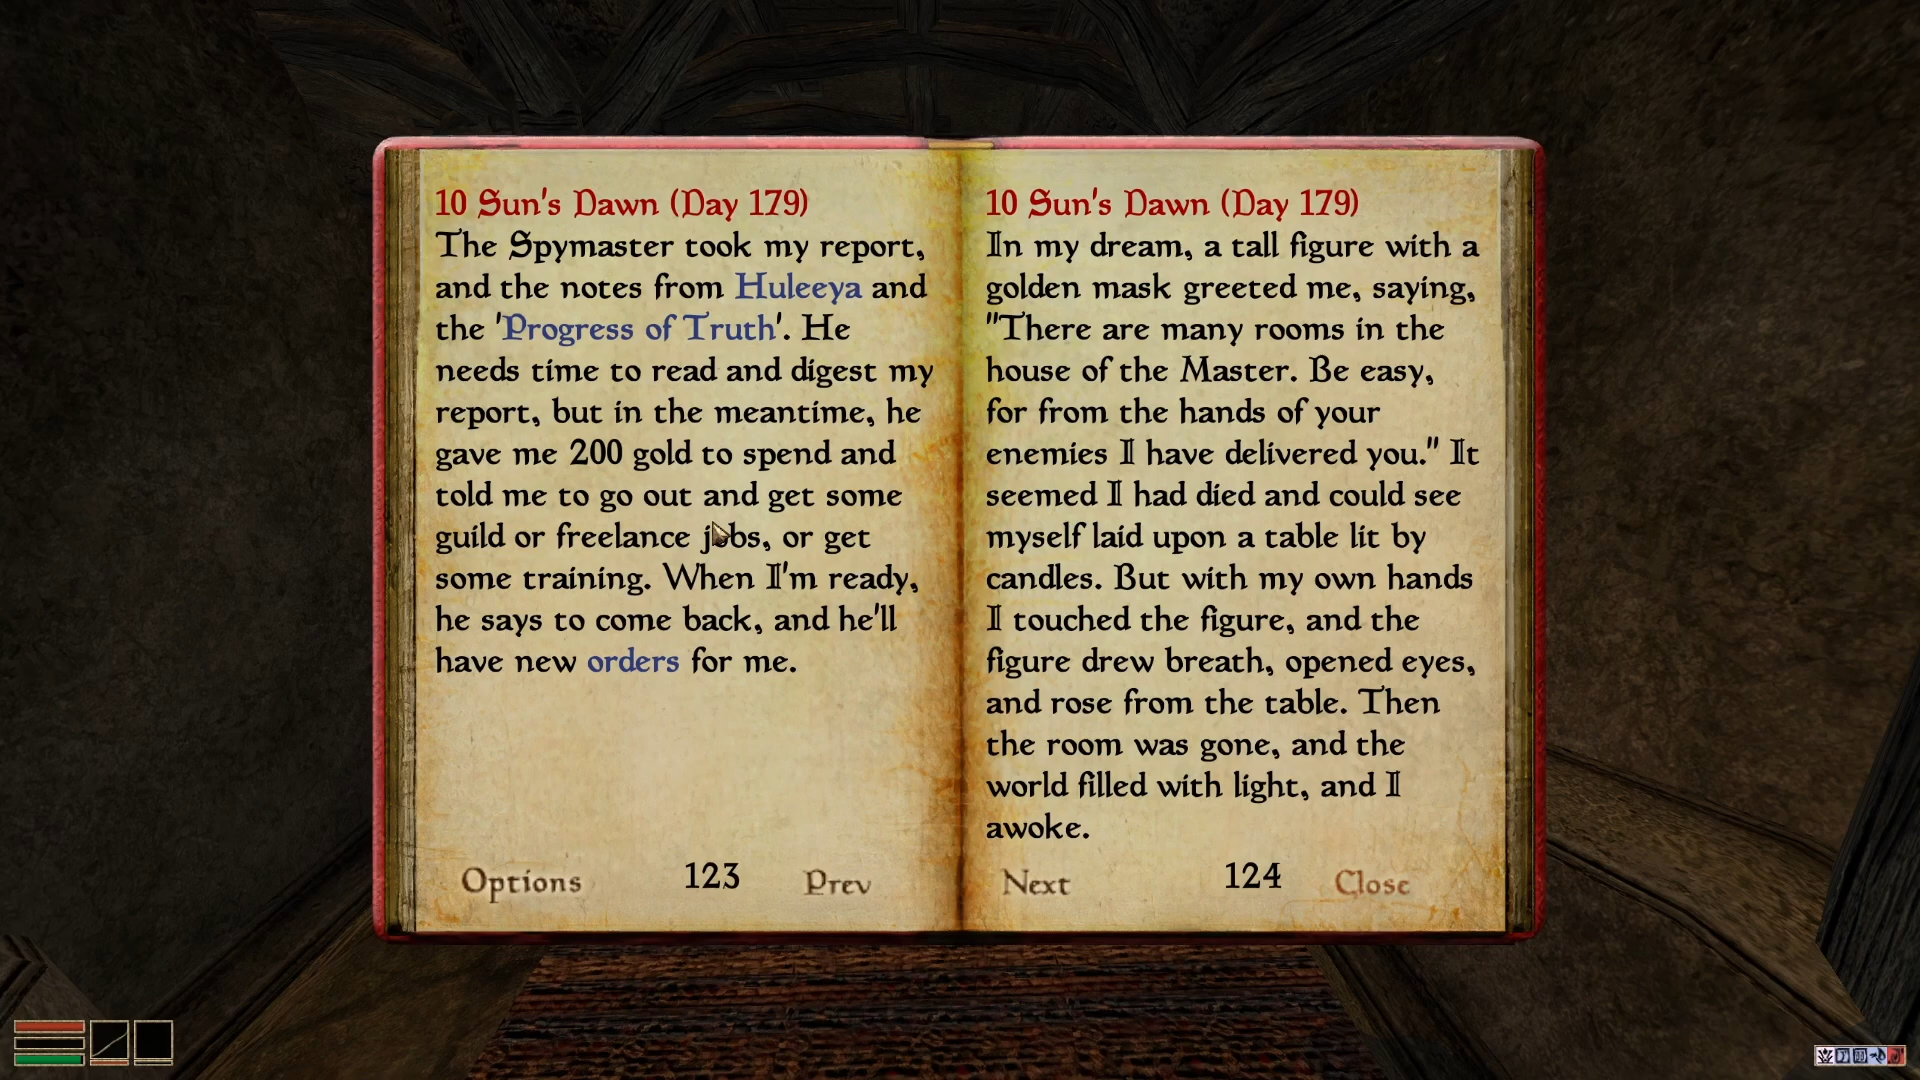 10 Sun's Dawn (Day 179)
The Spymaster took my report,
and the notes from Huleeya and
the 'Progress of Truth'. He
needs time to read and digest my
report, but in the meantime, he
gave me 200 gold to spend and
told me to go out and get some
guild or freelance jobs, or get
some training. When I'm ready,
he says to come back, and he'll
have new orders for me.
10 Sun's Dawn (Day 179)
In my dream, a tall figure with a
golden mask greeted me, saying,
"There are many rooms in the
house of the Master. Be easy,
for from the hands of your
enemies I have delivered you." It
seemed I had died and could see
myself laid upon a table lit by
candles. But with my own hands
I touched the figure, and the
figure drew breath, opened eyes,
and rose from the table. Then
the room was gone, and the
world filled with light, and I
awoke.
Options 123 Prev
Next 124 Close